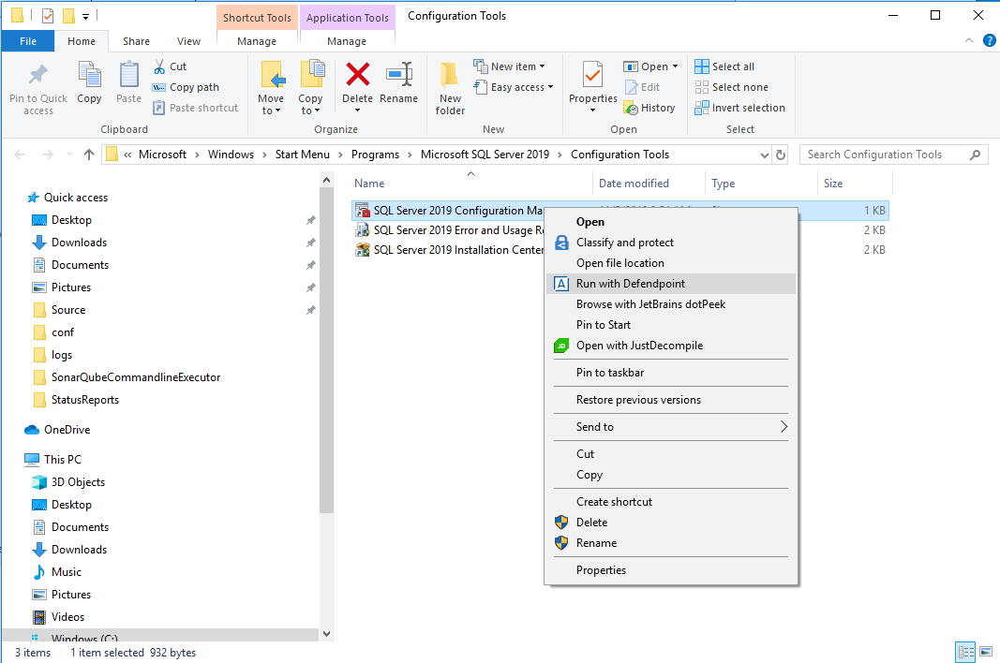 Shortcut Tools
Application Tools
Configuration Tools
File
Home
Share
View
Manage
Manage
Pin to Quick access
Copy
Paste
Cut
Copy path
Paste shortcut
Clipboard
Move to
Copy to
Delete
Rename
Organize
New folder
New item
Easy access
New
Properties
Open
Edit
History
Open
Select all
Select none
Invert selection
Select
« Microsoft > Windows > Start Menu > Programs > Microsoft SQL Server 2019 > Configuration Tools
Search Configuration Tools
Quick access
Desktop
Downloads
Documents
Pictures
Source
conf
logs
SonarQubeCommandlineExecutor
StatusReports
OneDrive
This PC
3D Objects
Desktop
Documents
Downloads
Music
Pictures
Videos
Windows (C:)
Name
Date modified
Type
Size
SQL Server 2019 Configuration Ma
1 KB
SQL Server 2019 Error and Usage Re
2 KB
SQL Server 2019 Installation Center
2 KB
Open
Classify and protect
Open file location
Run with Defendpoint
Browse with JetBrains dotPeek
Pin to Start
Open with JustDecompile
Pin to taskbar
Restore previous versions
Send to
Cut
Copy
Create shortcut
Delete
Rename
Properties
3 items
1 item selected 932 bytes